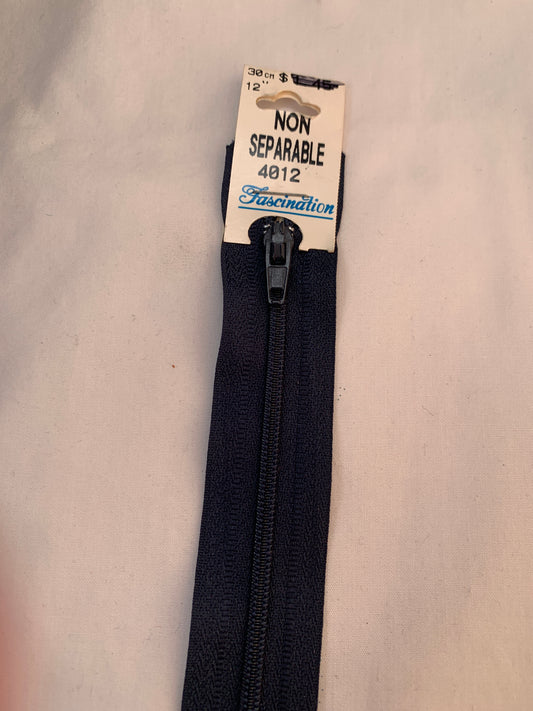 30 CM $
12"
NON
SEPARABLE
4012
Fascination